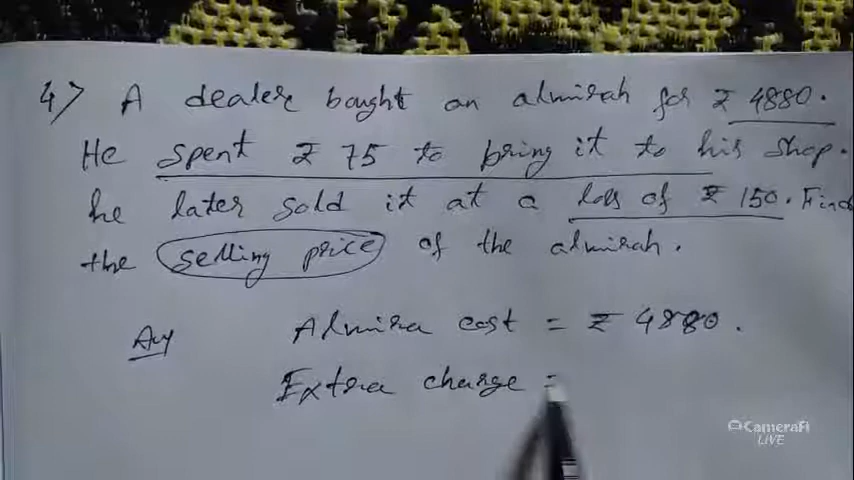 4> A dealer bought an almirah for ₹ 4880.
He spent ₹ 75 to bring it to his shop.
he later sold it at a loss of ₹ 150. Find
the selling price of the almirah.
Ans Almira cost = ₹ 4880.
Extra charge =
CameraFi
LIVE